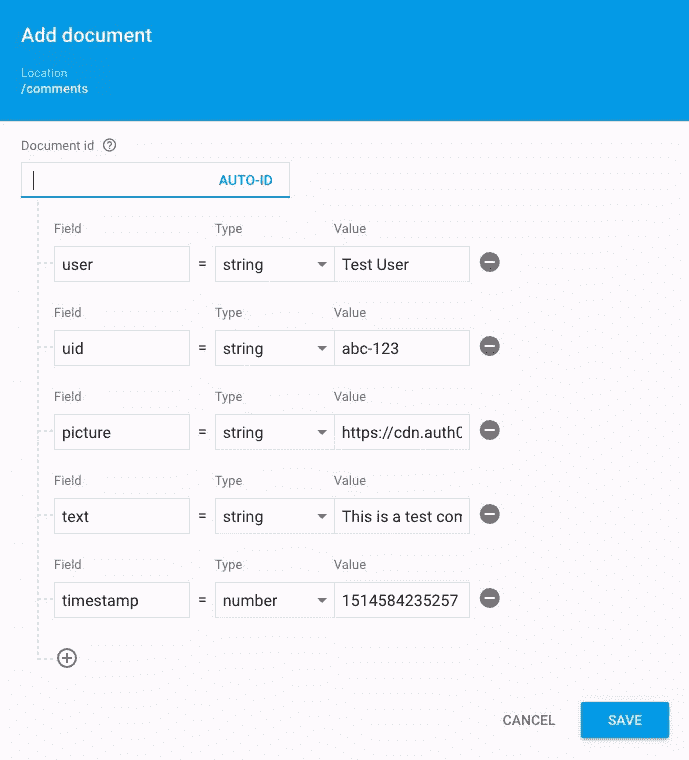 Add document
Location
/comments
Document id
AUTO-ID
Field Type Value
user = string Test User
Field Type Value
uid = string abc-123
Field Type Value
picture = string https://cdn.auth0
Field Type Value
text = string This is a test com
Field Type Value
timestamp = number 1514584235257
CANCEL SAVE